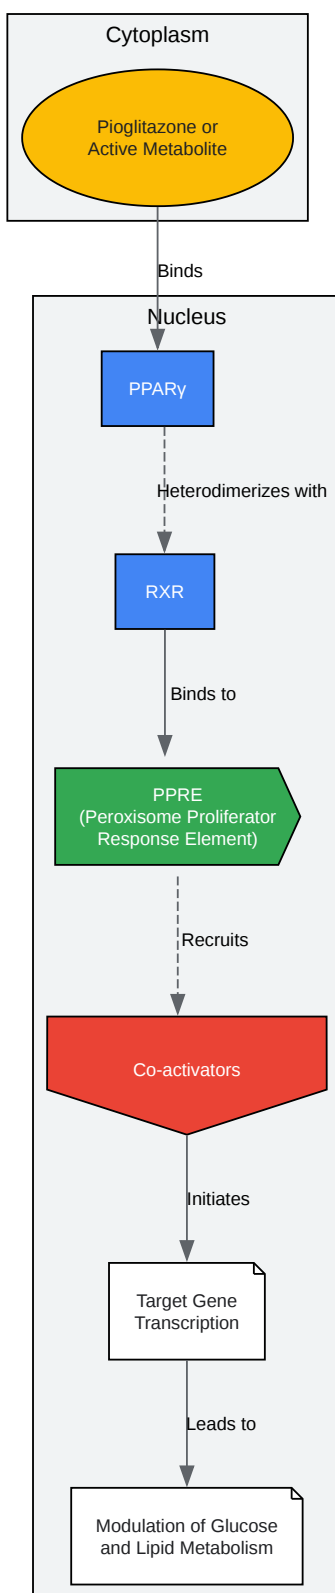 Cytoplasm
Pioglitazone or
Active Metabolite
Binds
Nucleus
PPARγ
Heterodimerizes with
RXR
Binds to
PPRE
(Peroxisome Proliferator
Response Element)
Recruits
Co-activators
Initiates
Target Gene
Transcription
Leads to
Modulation of Glucose
and Lipid Metabolism